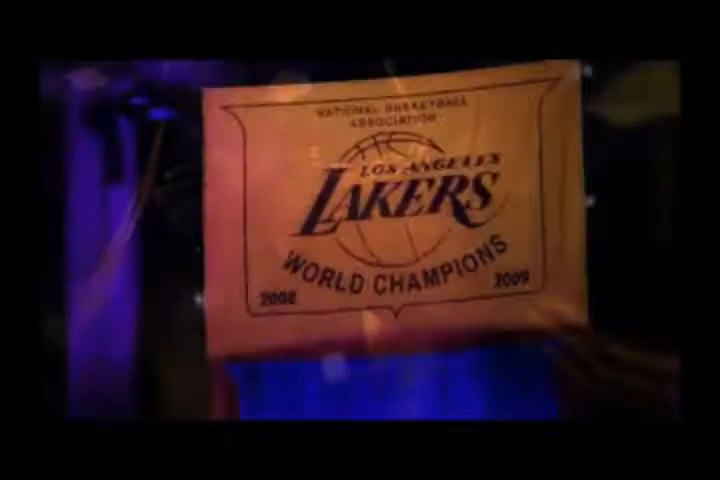 NATIONAL BASKETBALL
ASSOCIATION
LOS ANGELES
LAKERS
WORLD CHAMPIONS
2008 2009